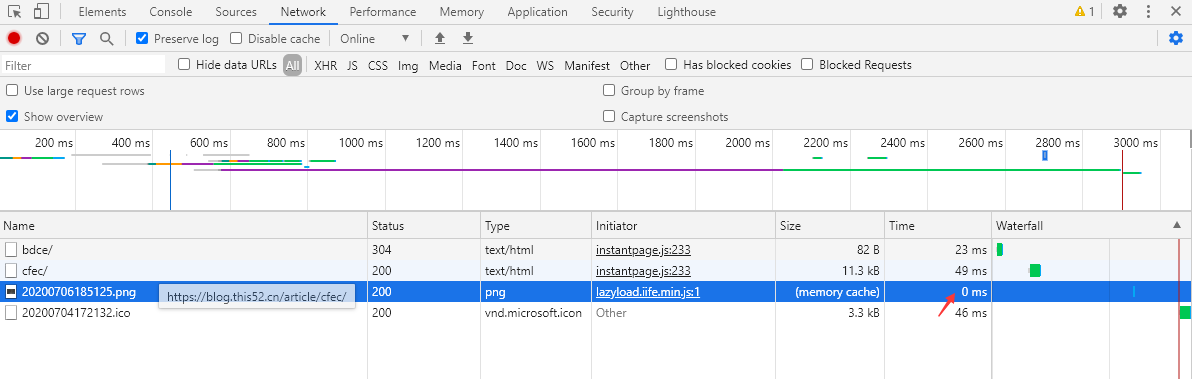 Elements Console Sources Network Performance Memory Application Security Lighthouse 1
Preserve log Disable cache Online
Filter Hide data URLs All XHR JS CSS Img Media Font Doc WS Manifest Other Has blocked cookies Blocked Requests
Use large request rows Group by frame
Show overview Capture screenshots
200 ms 400 ms 600 ms 800 ms 1000 ms 1200 ms 1400 ms 1600 ms 1800 ms 2000 ms 2200 ms 2400 ms 2600 ms 2800 ms 3000 ms
Name Status Type Initiator Size Time Waterfall
bdce/ 304 text/html instantpage.js:233 82 B 23 ms
cfec/ 200 text/html instantpage.js:233 11.3 kB 49 ms
20200706185125.png 200 png lazyload.iife.min.js:1 (memory cache) 0 ms
https://blog.this52.cn/article/cfec/
20200704172132.ico 200 vnd.microsoft.icon Other 3.3 kB 46 ms